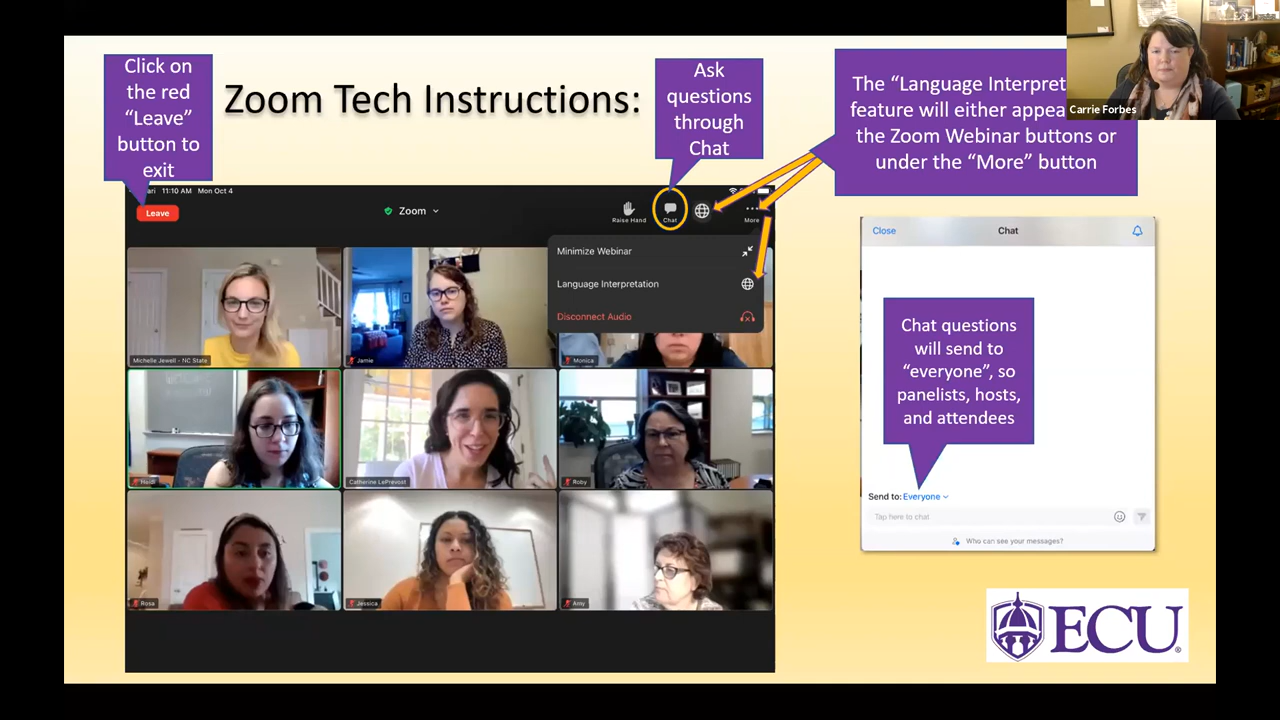 Click on
the red
“Leave”
button to
exit
Zoom Tech Instructions:
Ask
questions
through
Chat
The “Language Interpret
feature will either appea
the Zoom Webinar buttons or
under the “More” button
Carrie Forbes
11:10 AM Mon Oct 4
Leave
Zoom
Raise Hand
Chat
More
Minimize Webinar
Language Interpretation
Disconnect Audio
Michelle Jewell - NC State
Jamie
Monica
Heidi
Catherine LePrevost
Roby
Rosa
Jessica
Amy
Close
Chat
Chat questions
will send to
“everyone”, so
panelists, hosts,
and attendees
Send to: Everyone
Tap here to chat
Who can see your messages?
ECU®